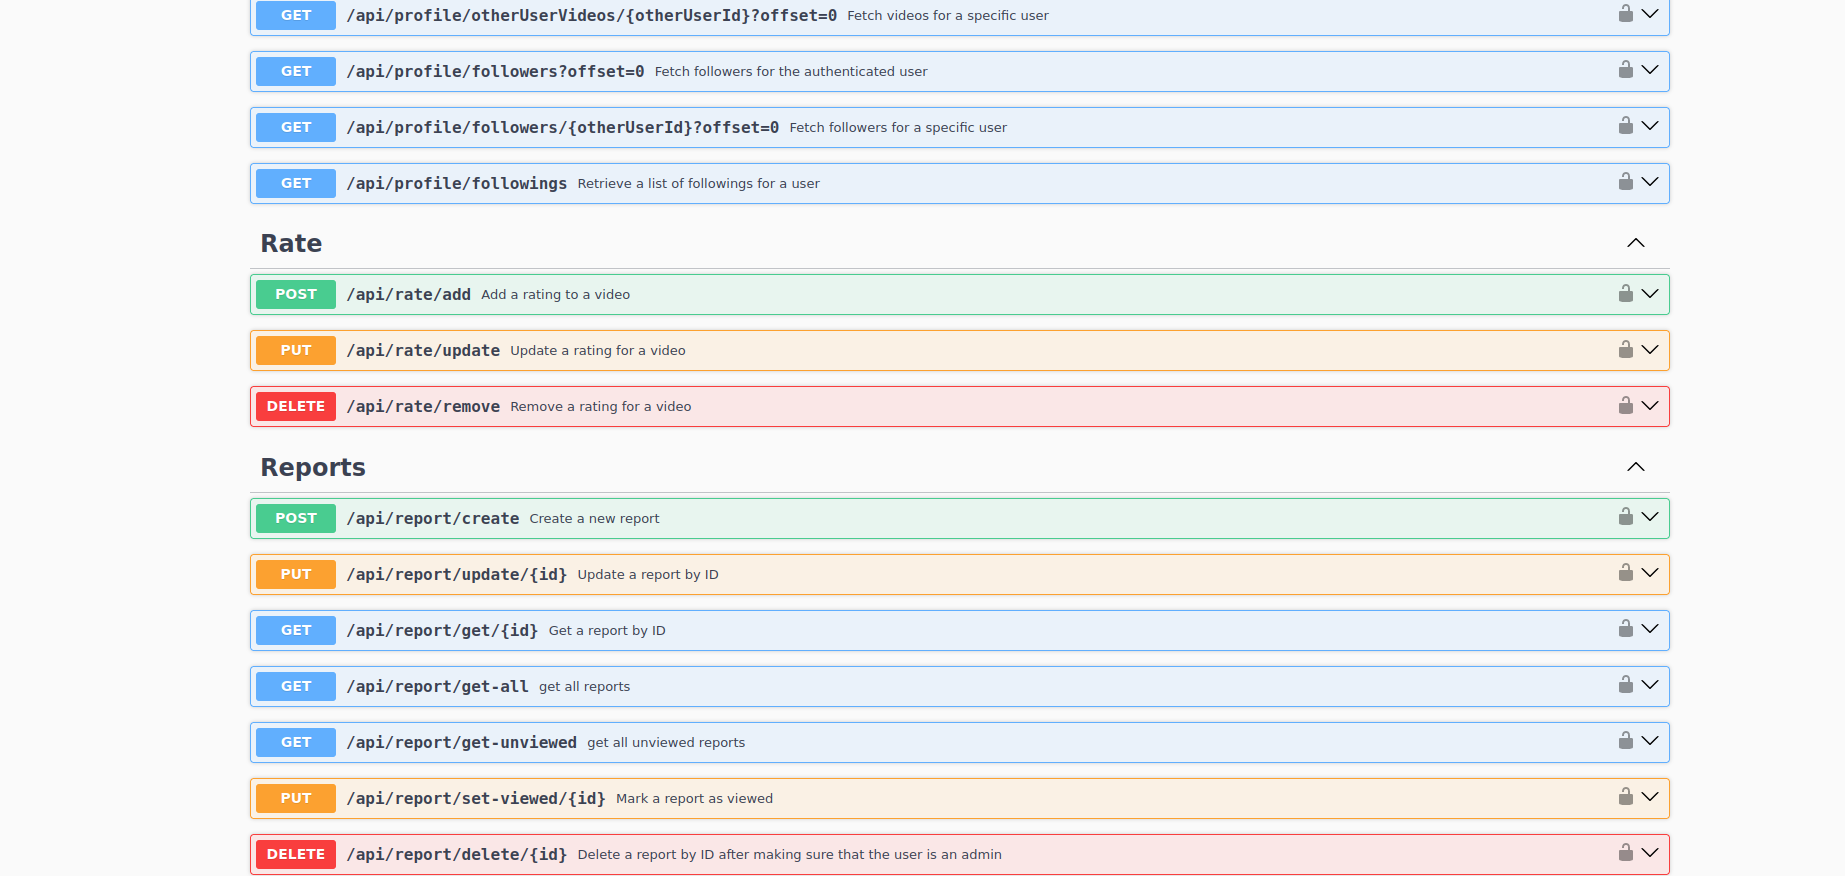 GET /api/profile/otherUserVideos/{otherUserId}?offset=0 Fetch videos for a specific user
GET /api/profile/followers?offset=0 Fetch followers for the authenticated user
GET /api/profile/followers/{otherUserId}?offset=0 Fetch followers for a specific user
GET /api/profile/followings Retrieve a list of followings for a user
Rate
POST /api/rate/add Add a rating to a video
PUT /api/rate/update Update a rating for a video
DELETE /api/rate/remove Remove a rating for a video
Reports
POST /api/report/create Create a new report
PUT /api/report/update/{id} Update a report by ID
GET /api/report/get/{id} Get a report by ID
GET /api/report/get-all get all reports
GET /api/report/get-unviewed get all unviewed reports
PUT /api/report/set-viewed/{id} Mark a report as viewed
DELETE /api/report/delete/{id} Delete a report by ID after making sure that the user is an admin